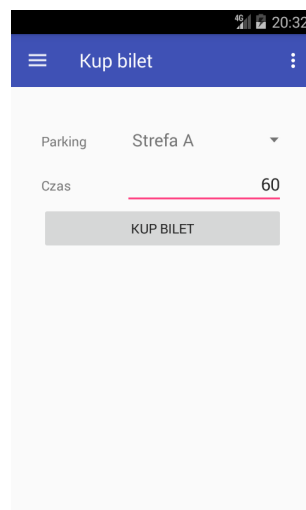 4G 20:32
Kup bilet
Parking Strefa A
Czas 60
KUP BILET